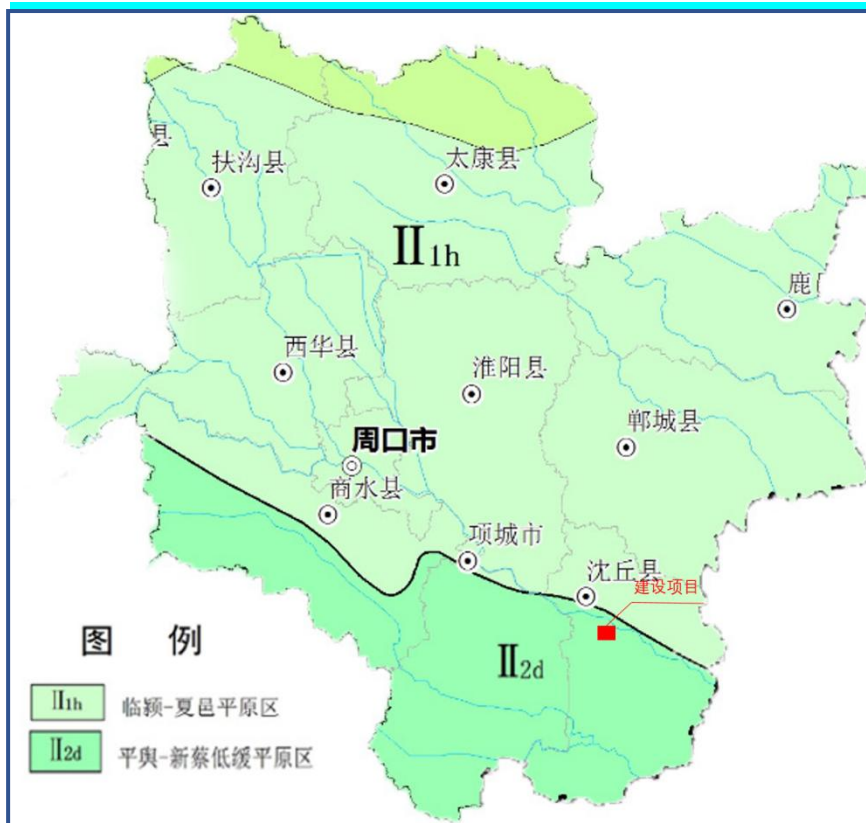 县
扶沟县
太康县
Ⅱ1h
鹿
西华县
淮阳县
郸城县
周口市
商水县
项城市
沈丘县
建设项目
Ⅱ2d
图 例
Ⅱ1h 临颍-夏邑平原区
Ⅱ2d 平舆-新蔡低缓平原区